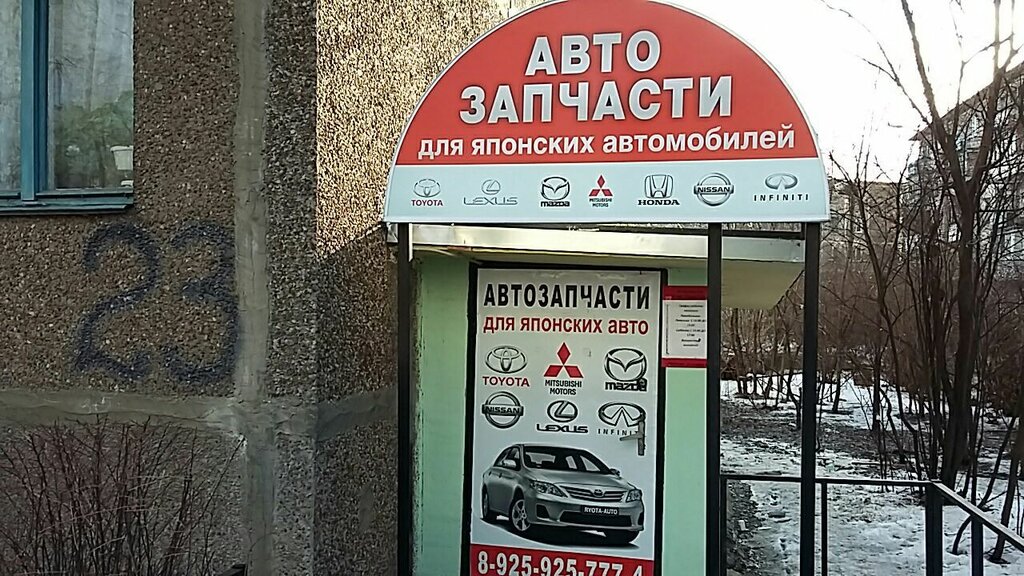 АВТО
ЗАПЧАСТИ
для японских автомобилей
TOYOTA LEXUS mazda MITSUBISHI MOTORS HONDA NISSAN INFINITI
23
АВТОЗАПЧАСТИ
для японских авто
TOYOTA MITSUBISHI MOTORS mazda
NISSAN LEXUS INFINITI
RYOTA-AUTO
8-925-925-777-4